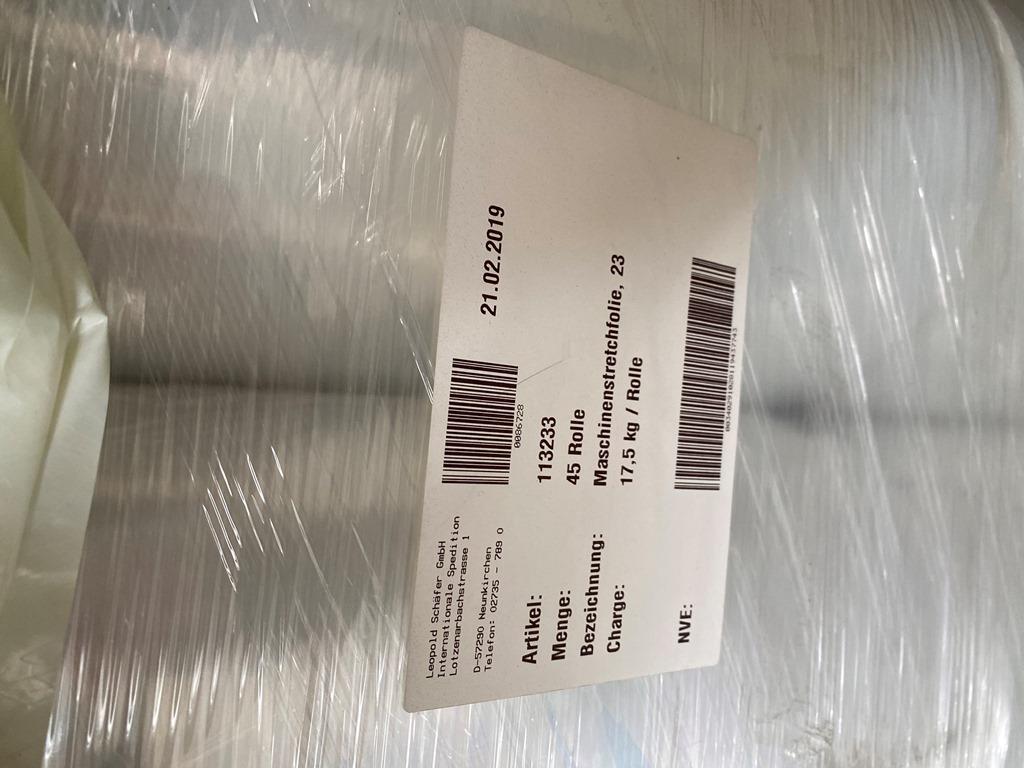 Leopold Schäfer GmbH
Internationale Spedition
Lotzenarbachstrasse 1
D-57290 Neunkirchen
Telefon: 02735 - 789 0
0086728
21.02.2019
Artikel: 113233
Menge: 45 Rolle
Bezeichnung: Maschinenstretchfolie, 23
Charge: 17,5 kg / Rolle
NVE: